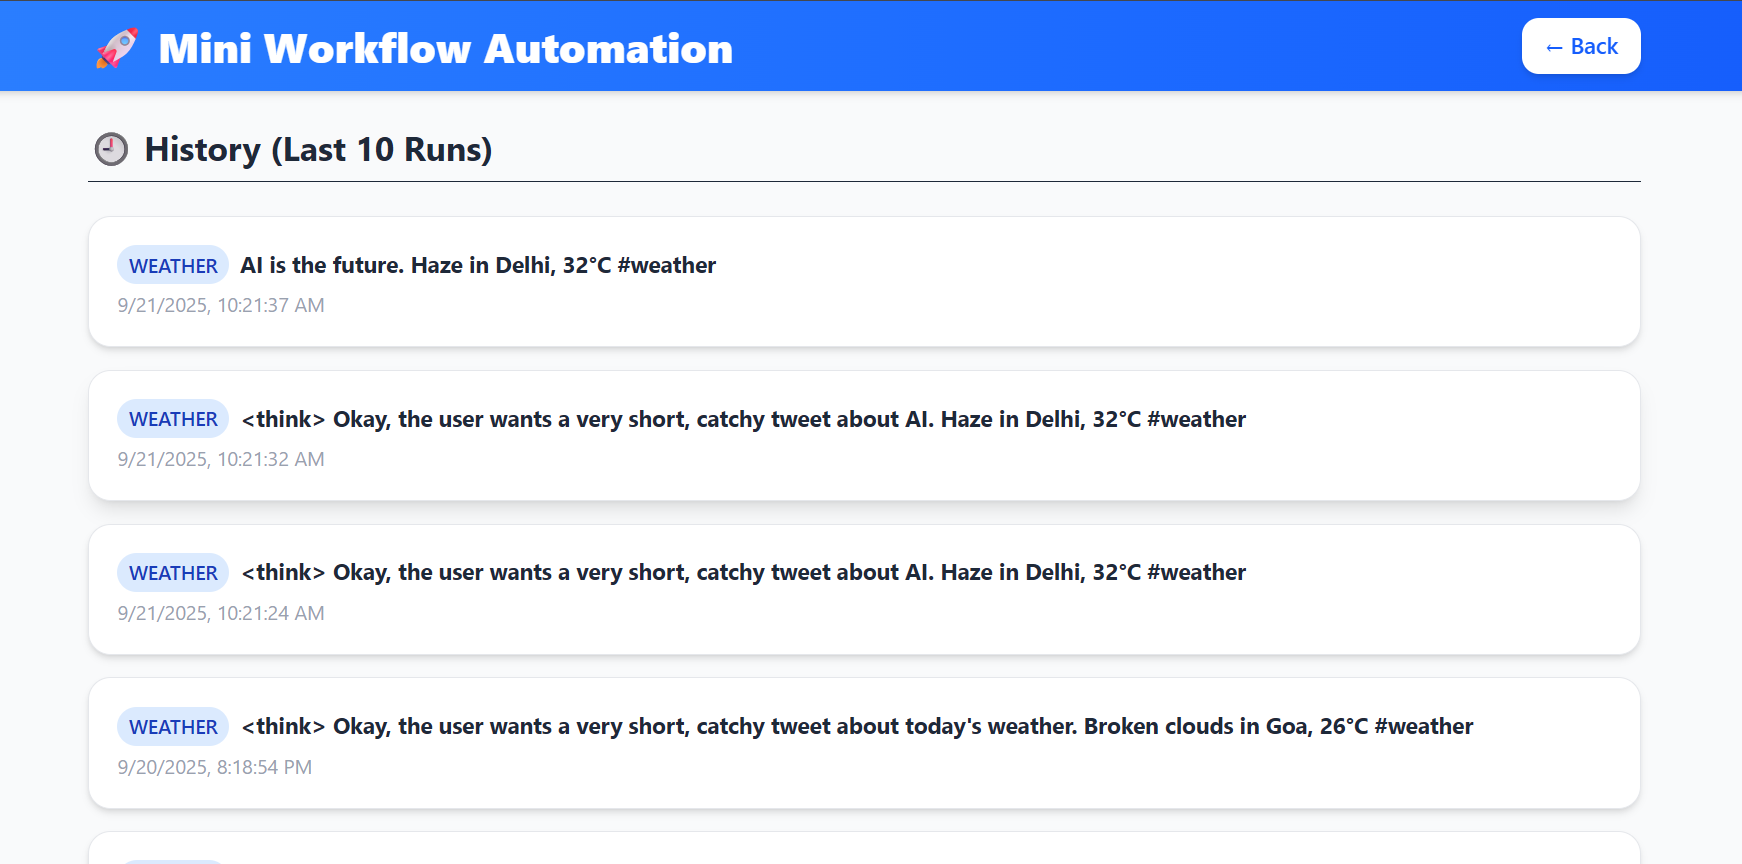 🚀 Mini Workflow Automation
← Back
🕒 History (Last 10 Runs)
WEATHER AI is the future. Haze in Delhi, 32°C #weather
9/21/2025, 10:21:37 AM
WEATHER <think> Okay, the user wants a very short, catchy tweet about AI. Haze in Delhi, 32°C #weather
9/21/2025, 10:21:32 AM
WEATHER <think> Okay, the user wants a very short, catchy tweet about AI. Haze in Delhi, 32°C #weather
9/21/2025, 10:21:24 AM
WEATHER <think> Okay, the user wants a very short, catchy tweet about today's weather. Broken clouds in Goa, 26°C #weather
9/20/2025, 8:18:54 PM